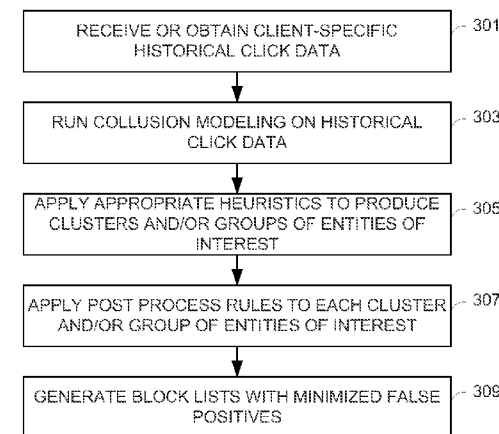 RECEIVE OR OBTAIN CLIENT-SPECIFIC
HISTORICAL CLICK DATA
301
RUN COLLUSION MODELING ON HISTORICAL
CLICK DATA
303
APPLY APPROPRIATE HEURISTICS TO PRODUCE
CLUSTERS AND/OR GROUPS OF ENTITIES OF
INTEREST
305
APPLY POST PROCESS RULES TO EACH CLUSTER
AND/OR GROUP OF ENTITIES OF INTEREST
307
GENERATE BLOCK LISTS WITH MINIMIZED FALSE
POSITIVES
309